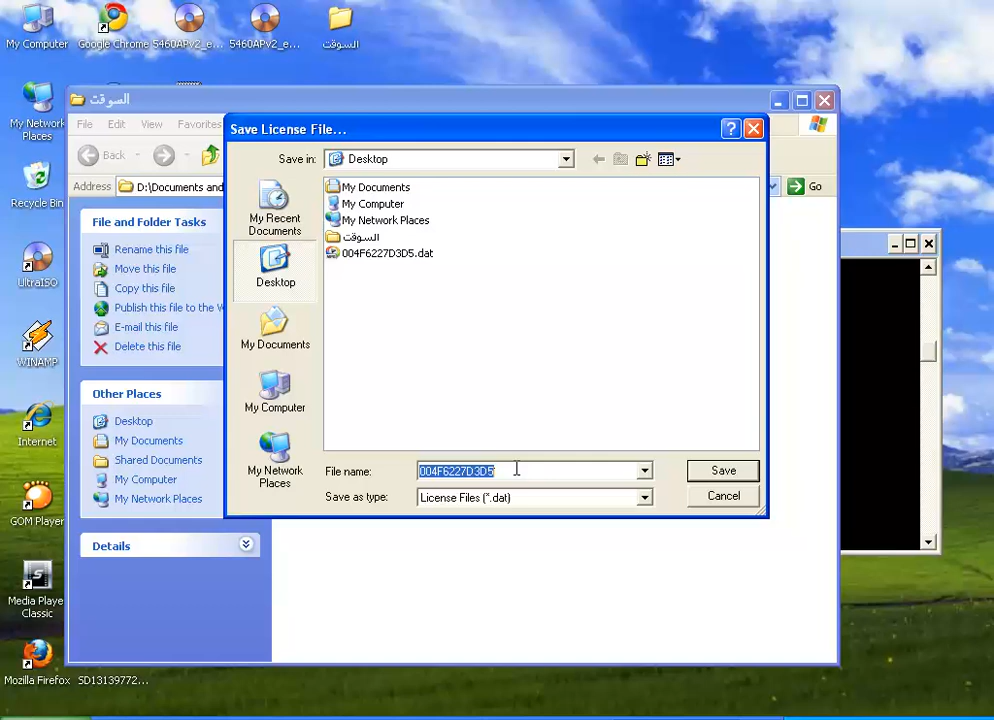 My Computer
Google Chrome
5460APv2_e...
5460APv2_e...
السوقت
My Network Places
Recycle Bin
UltraISO
WINAMP
Internet
GOM Player
Media Player Classic
Mozilla Firefox
SD13139772...
السوقت
File Edit View Favorites
Back
Address D:\Documents and
Go
File and Folder Tasks
Rename this file
Move this file
Copy this file
Publish this file to the W
E-mail this file
Delete this file
Other Places
Desktop
My Documents
Shared Documents
My Computer
My Network Places
Details
Save License File...
Save in: Desktop
My Recent Documents
Desktop
My Documents
My Computer
My Network Places
My Documents
My Computer
My Network Places
السوقت
004F6227D3D5.dat
File name: 004F6227D3D5
Save
Save as type: License Files (*.dat)
Cancel